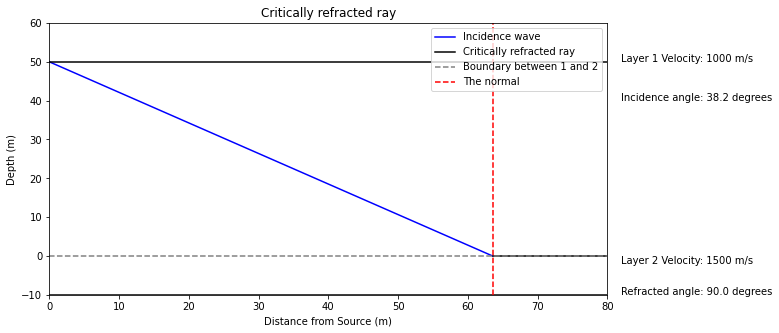 Critically refracted ray
Incidence wave
Critically refracted ray
Boundary between 1 and 2
The normal
Layer 1 Velocity: 1000 m/s
Incidence angle: 38.2 degrees
Layer 2 Velocity: 1500 m/s
Refracted angle: 90.0 degrees
Depth (m)
60
50
40
30
20
10
0
−10
0 10 20 30 40 50 60 70 80
Distance from Source (m)